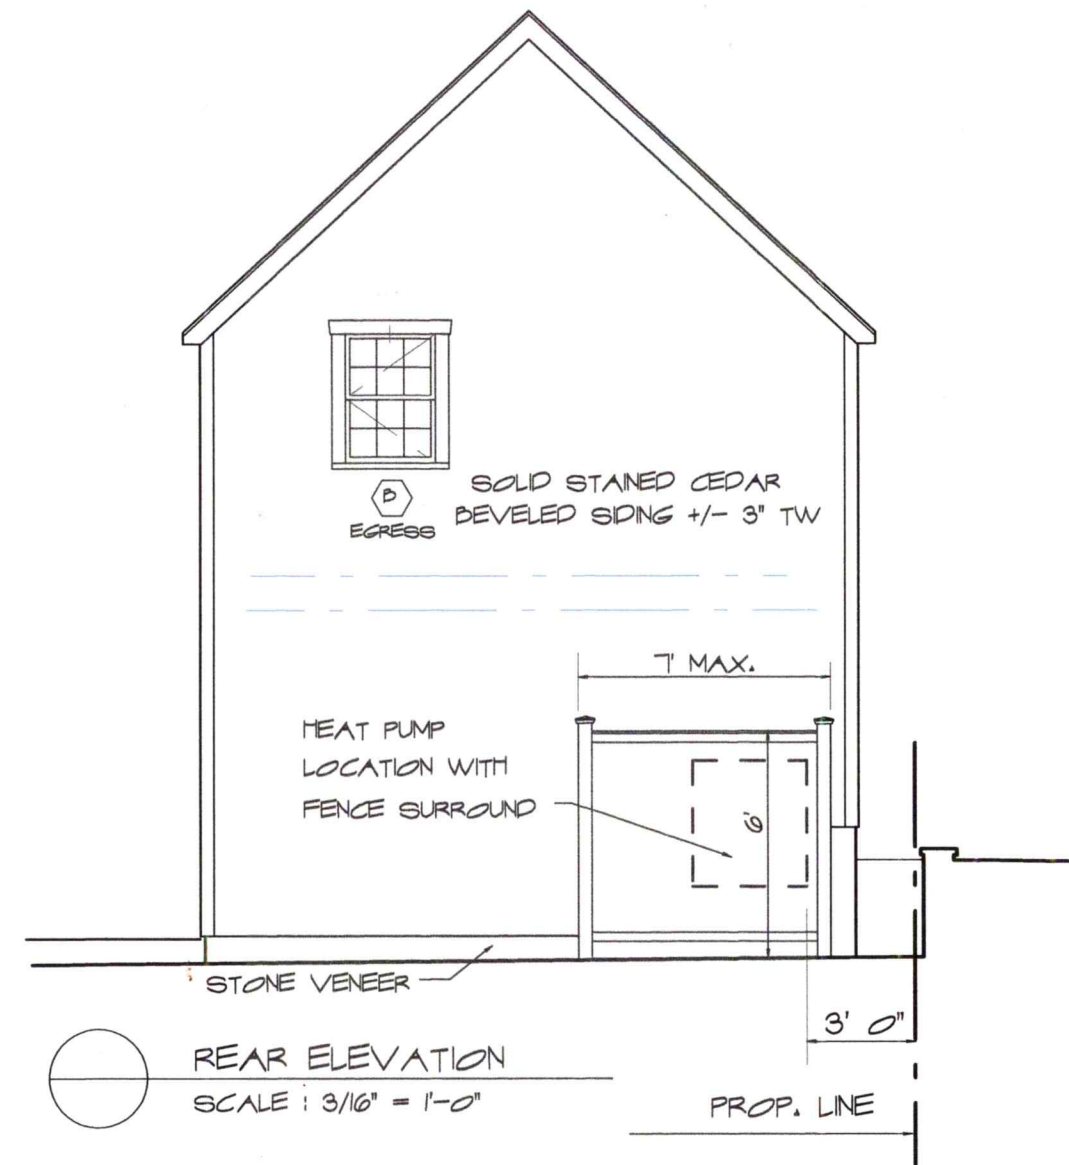 B
EGRESS
SOLID STAINED CEDAR
BEVELED SIDING +/- 3" TW
7' MAX.
HEAT PUMP
LOCATION WITH
FENCE SURROUND
6'
STONE VENEER
3' 0"
REAR ELEVATION
SCALE : 3/16" = 1'-0"
PROP. LINE